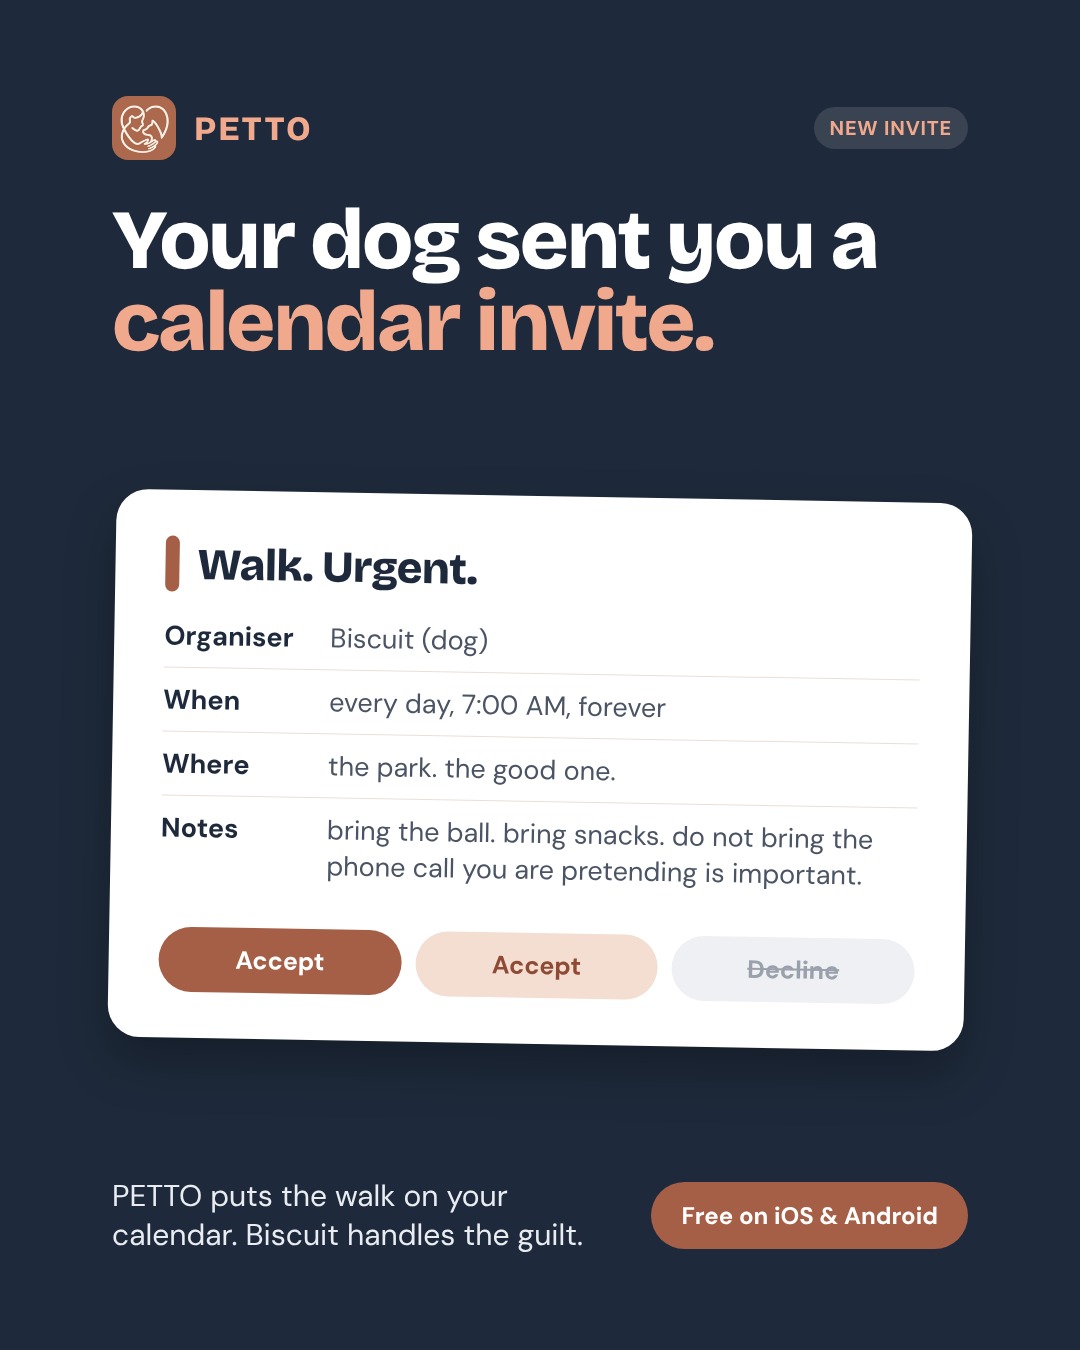 PETTO
NEW INVITE
Your dog sent you a
calendar invite.
Walk. Urgent.
Organiser Biscuit (dog)
When every day, 7:00 AM, forever
Where the park. the good one.
Notes bring the ball. bring snacks. do not bring the
phone call you are pretending is important.
Accept Accept Decline
PETTO puts the walk on your
calendar. Biscuit handles the guilt.
Free on iOS & Android